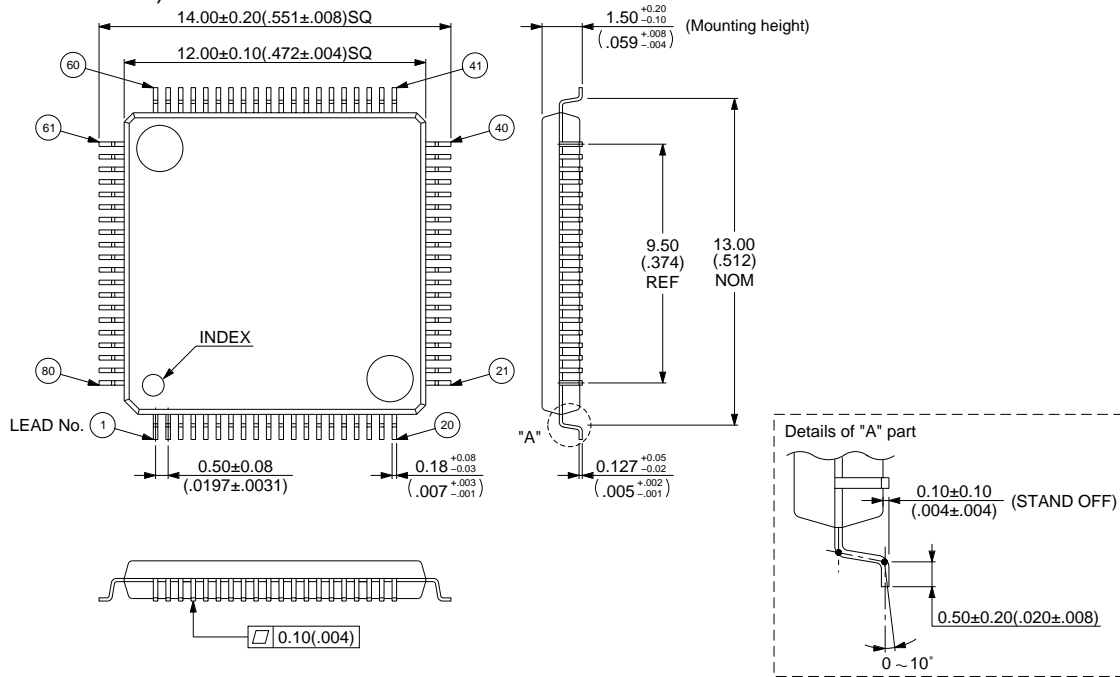 14.00±0.20(.551±.008)SQ
12.00±0.10(.472±.004)SQ
1.50 +0.20 -0.10
(.059 +.008 -.004)
(Mounting height)
60
41
61
40
INDEX
80
21
LEAD No. 1
20
0.50±0.08
(.0197±.0031)
0.18 +0.08 -0.03
(.007 +.003 -.001)
9.50
(.374)
REF
13.00
(.512)
NOM
"A"
0.127 +0.05 -0.02
(.005 +.002 -.001)
0.10(.004)
Details of "A" part
0.10±0.10
(.004±.004)
(STAND OFF)
0.50±0.20(.020±.008)
0~10°